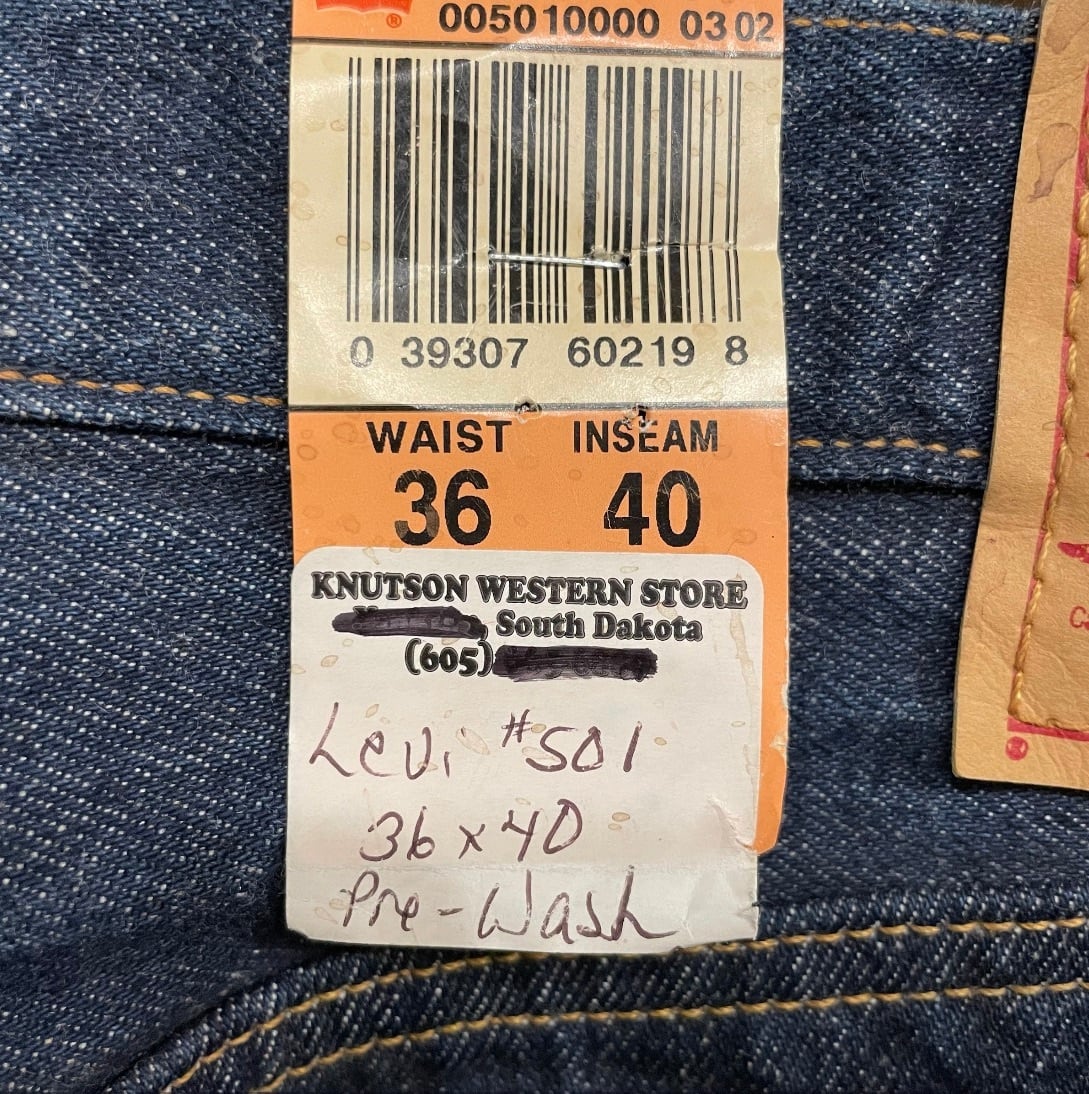 005010000 0302
0 39307 60219 8
WAIST INSEAM
36 40
KNUTSON WESTERN STORE
South Dakota
(605)
Levi #501
36 x 40
Pre-Wash